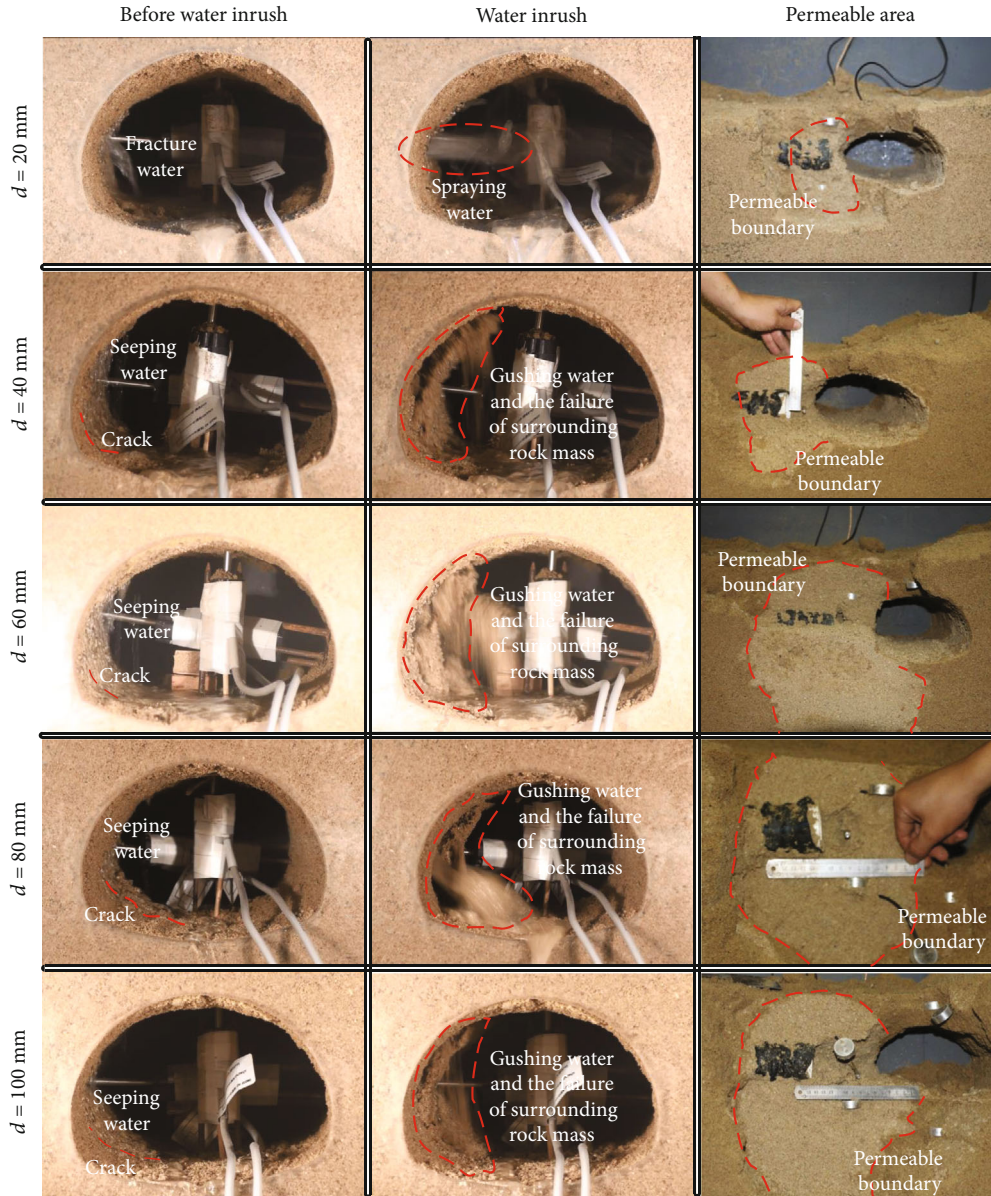 Before water inrush
Water inrush
Permeable area
d = 20 mm
Fracture
water
Spraying
water
Permeable
boundary
d = 40 mm
Seeping
water
Crack
Gushing water
and the failure
of surrounding
rock mass
Permeable
boundary
d = 60 mm
Seeping
water
Crack
Gushing water
and the failure
of surrounding
rock mass
Permeable
boundary
d = 80 mm
Seeping
water
Crack
Gushing water
and the failure
of surrounding
rock mass
Permeable
boundary
d = 100 mm
Seeping
water
Crack
Gushing water
and the failure
of surrounding
rock mass
Permeable
boundary